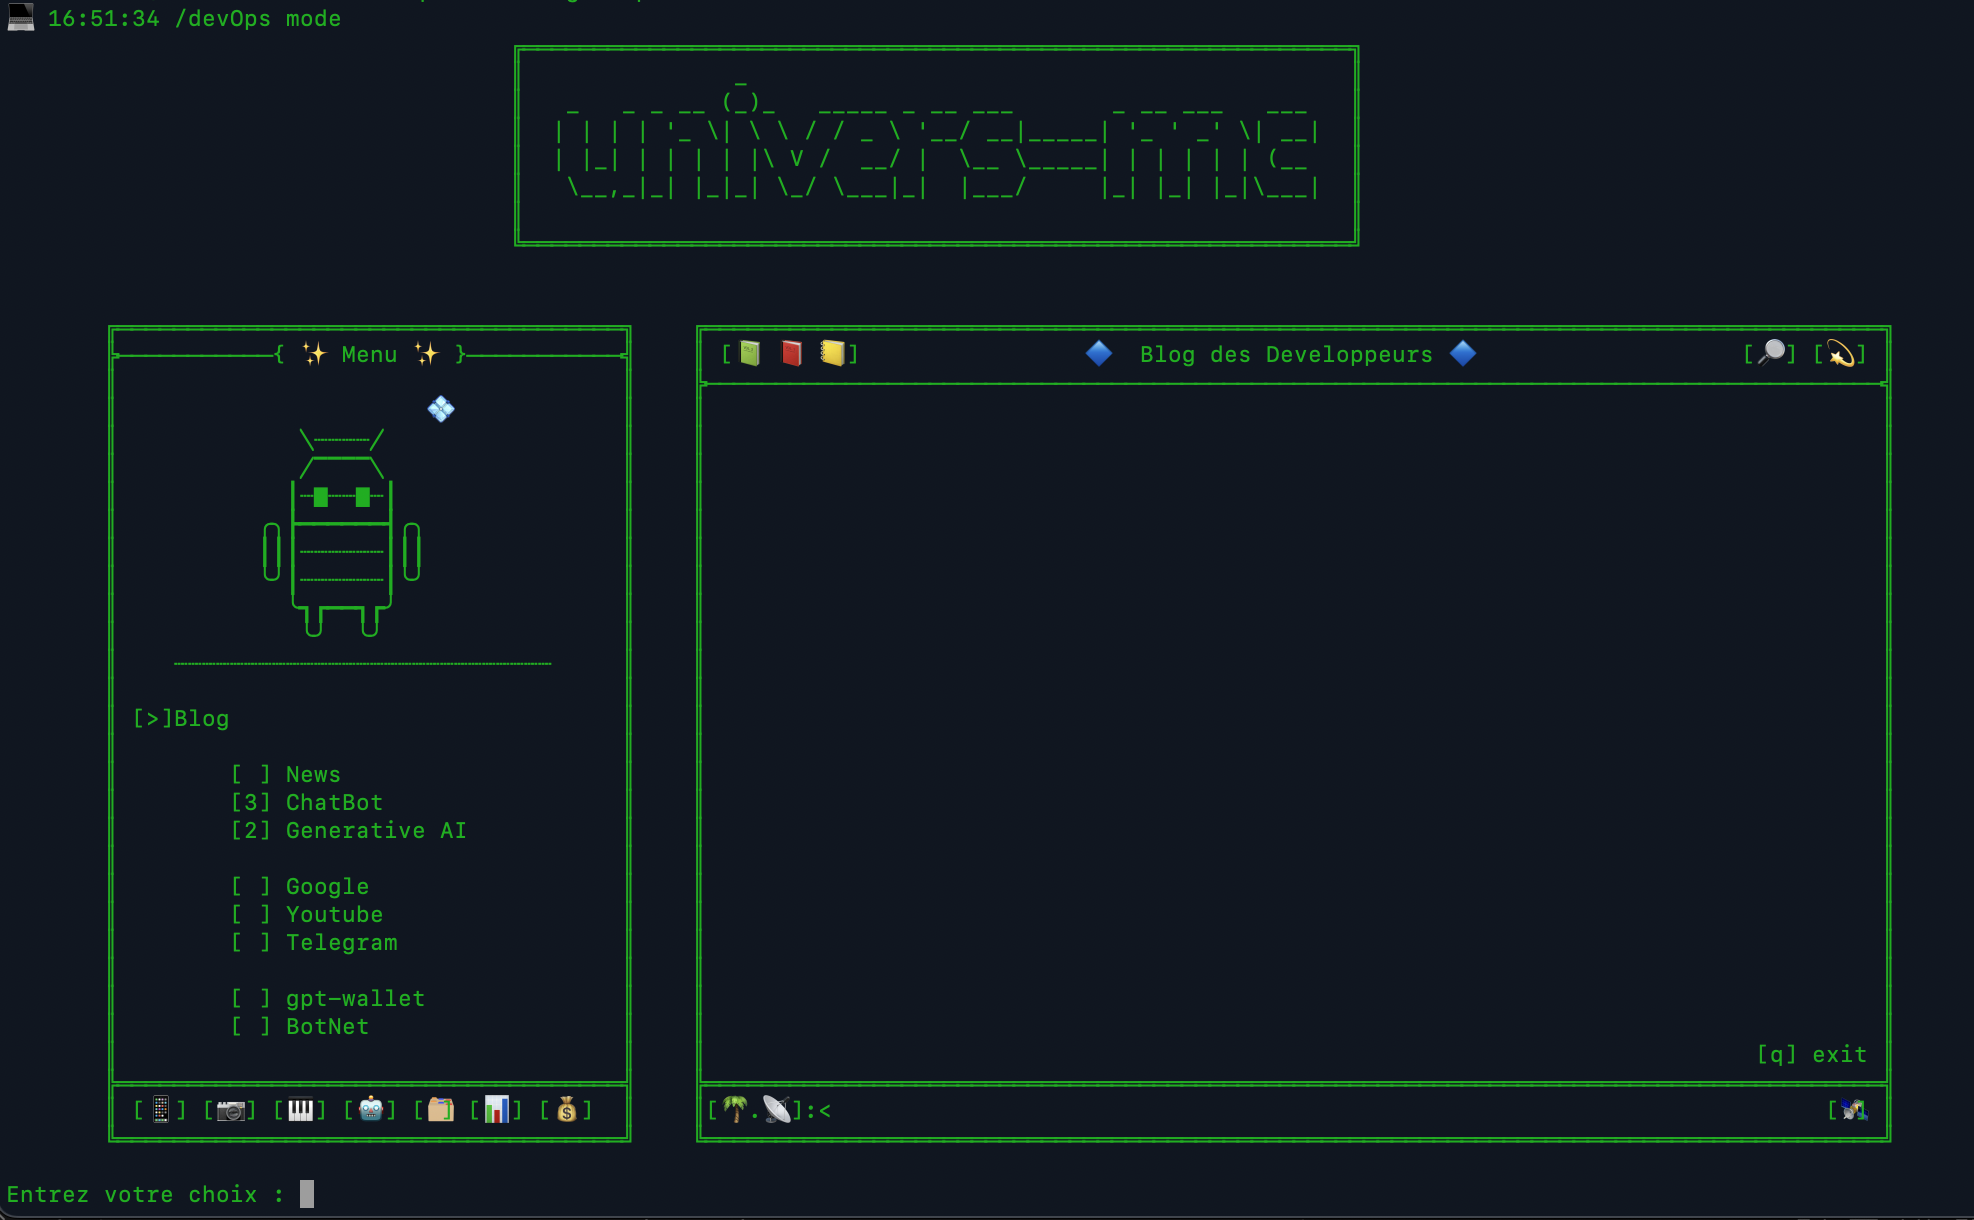 16:51:34 /devOps mode
univers-me
{ Menu }
[>]Blog
[ ] News
[3] ChatBot
[2] Generative AI
[ ] Google
[ ] Youtube
[ ] Telegram
[ ] gpt-wallet
[ ] BotNet
Blog des Developpeurs
[q] exit
[🌴.📡]:<
Entrez votre choix :